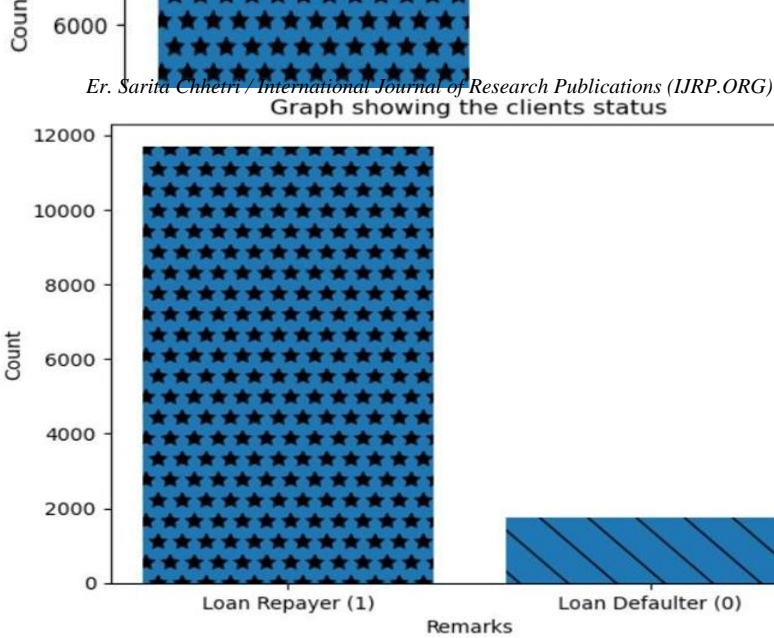 Coun
6000
Er. Sarita Chhetri / International Journal of Research Publications (IJRP.ORG)
Graph showing the clients status
12000
10000
8000
6000
4000
2000
0
Count
Loan Repayer (1) Loan Defaulter (0)
Remarks